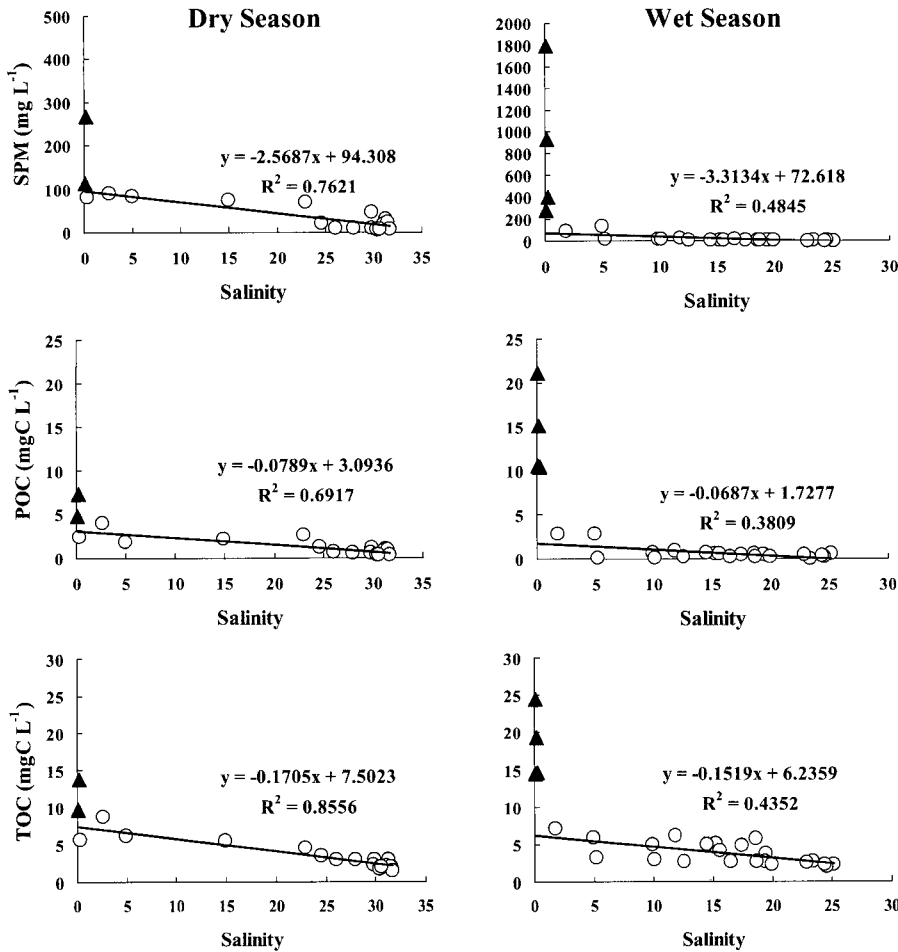 Dry Season
Wet Season
SPM (mg L⁻¹)
500
400
300
200
100
0
y = -2.5687x + 94.308
R² = 0.7621
0 5 10 15 20 25 30 35
Salinity
2000
1800
1600
1400
1200
1000
800
600
400
200
0
y = -3.3134x + 72.618
R² = 0.4845
0 5 10 15 20 25 30
Salinity
POC (mgC L⁻¹)
25
20
15
10
5
0
y = -0.0789x + 3.0936
R² = 0.6917
0 5 10 15 20 25 30 35
Salinity
25
20
15
10
5
0
y = -0.0687x + 1.7277
R² = 0.3809
0 5 10 15 20 25 30
Salinity
TOC (mgC L⁻¹)
30
25
20
15
10
5
0
y = -0.1705x + 7.5023
R² = 0.8556
0 5 10 15 20 25 30 35
Salinity
30
25
20
15
10
5
0
y = -0.1519x + 6.2359
R² = 0.4352
0 5 10 15 20 25 30
Salinity